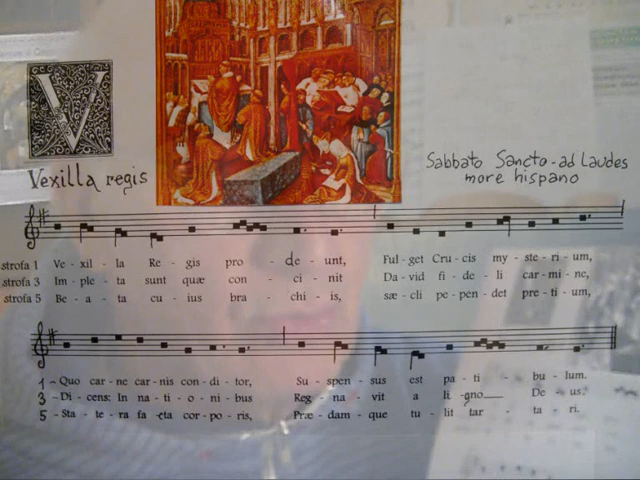 V
Vexilla regis
Sabbato Sancto - ad Laudes
more hispano
strofa 1 Ve - xil - la Re - gis pro - de - unt, Ful - get Cru - cis my - ste - ri - um,
strofa 3 Im - ple - ta sunt quæ con - ci - nit Da - vid fi - de - li car - mi - ne,
strofa 5 Be - a - ta cu - ius bra - chi - is, sæ - cli pe - pen - det pre - ti - um,
1 - Quo car - ne car - nis con - di - tor, Su - spen - sus est pa - ti - bu - lum.
3 - Di - cens: In na - ti - o - ni - bus Reg - na - vit a li - gno De - us.
5 - Sta - te - ra fa - cta cor - po - ris, Præ - dam - que tu - lit tar - ta - ri.